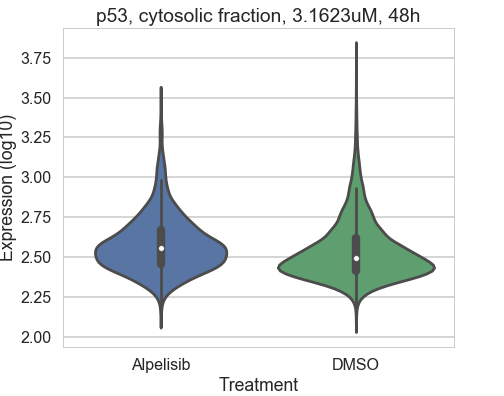 p53, cytosolic fraction, 3.1623uM, 48h
Expression (log10)
3.75
3.50
3.25
3.00
2.75
2.50
2.25
2.00
Alpelisib DMSO
Treatment